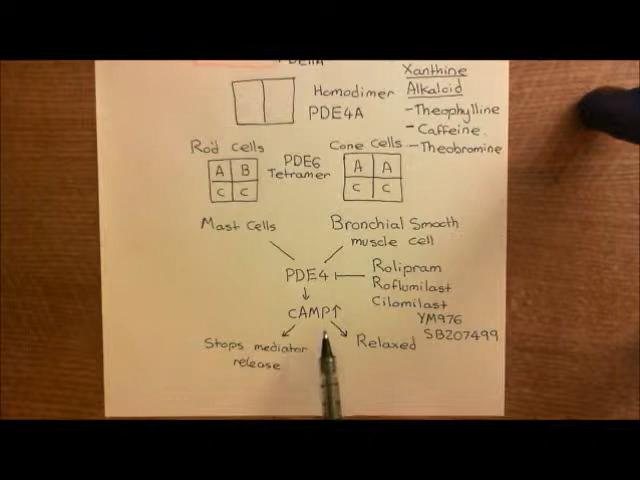 PDE11A
Xanthine
Alkaloid
- Theophylline
- Caffeine
- Theobromine
Homodimer
PDE4A
Rod Cells
A B
C C
PDE6
Tetramer
Cone Cells
A A
C C
Mast Cells
Bronchial Smooth
muscle cell
PDE4
Rolipram
Roflumilast
Cilomilast
YM976
SB207499
cAMP↑
Stops mediator
release
Relaxed